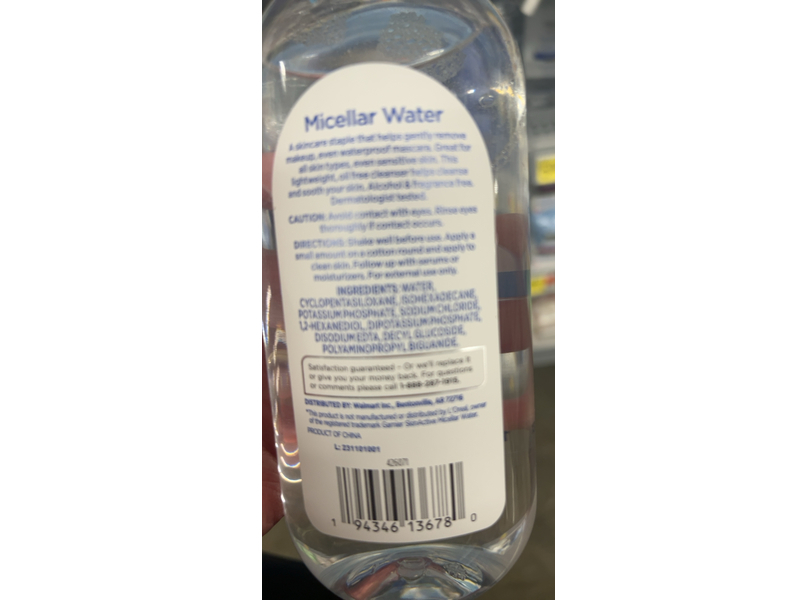 Micellar Water
A skincare staple that helps gently remove
makeup, even waterproof mascara. Great for
all skin types, even sensitive skin. This
lightweight, oil free cleanser helps cleanse
and sooth your skin. Alcohol & fragrance free.
Dermatologist tested.
CAUTION: Avoid contact with eyes. Rinse eyes
thoroughly if contact occurs.
DIRECTIONS: Shake well before use. Apply a
small amount on a cotton round and apply to
clean skin. Follow up with serums or
moisturizers. For external use only.
INGREDIENTS: WATER,
CYCLOPENTASILOXANE, ISOHEXADECANE,
POTASSIUM PHOSPHATE, SODIUM CHLORIDE,
1,2-HEXANEDIOL, DIPOTASSIUM PHOSPHATE,
DISODIUM EDTA, DECYL GLUCOSIDE,
POLYAMINOPROPYL BIGUANIDE.
Satisfaction guaranteed - Or we'll replace it
or give you your money back. For questions
or comments please call 1-888-287-1915.
DISTRIBUTED BY: Walmart Inc., Bentonville, AR 72716
*This product is not manufactured or distributed by L'Oreal, owner
of the registered trademark Garnier SkinActive Micellar Water.
PRODUCT OF CHINA
L: 231101001
426071
1 94346 13678 0